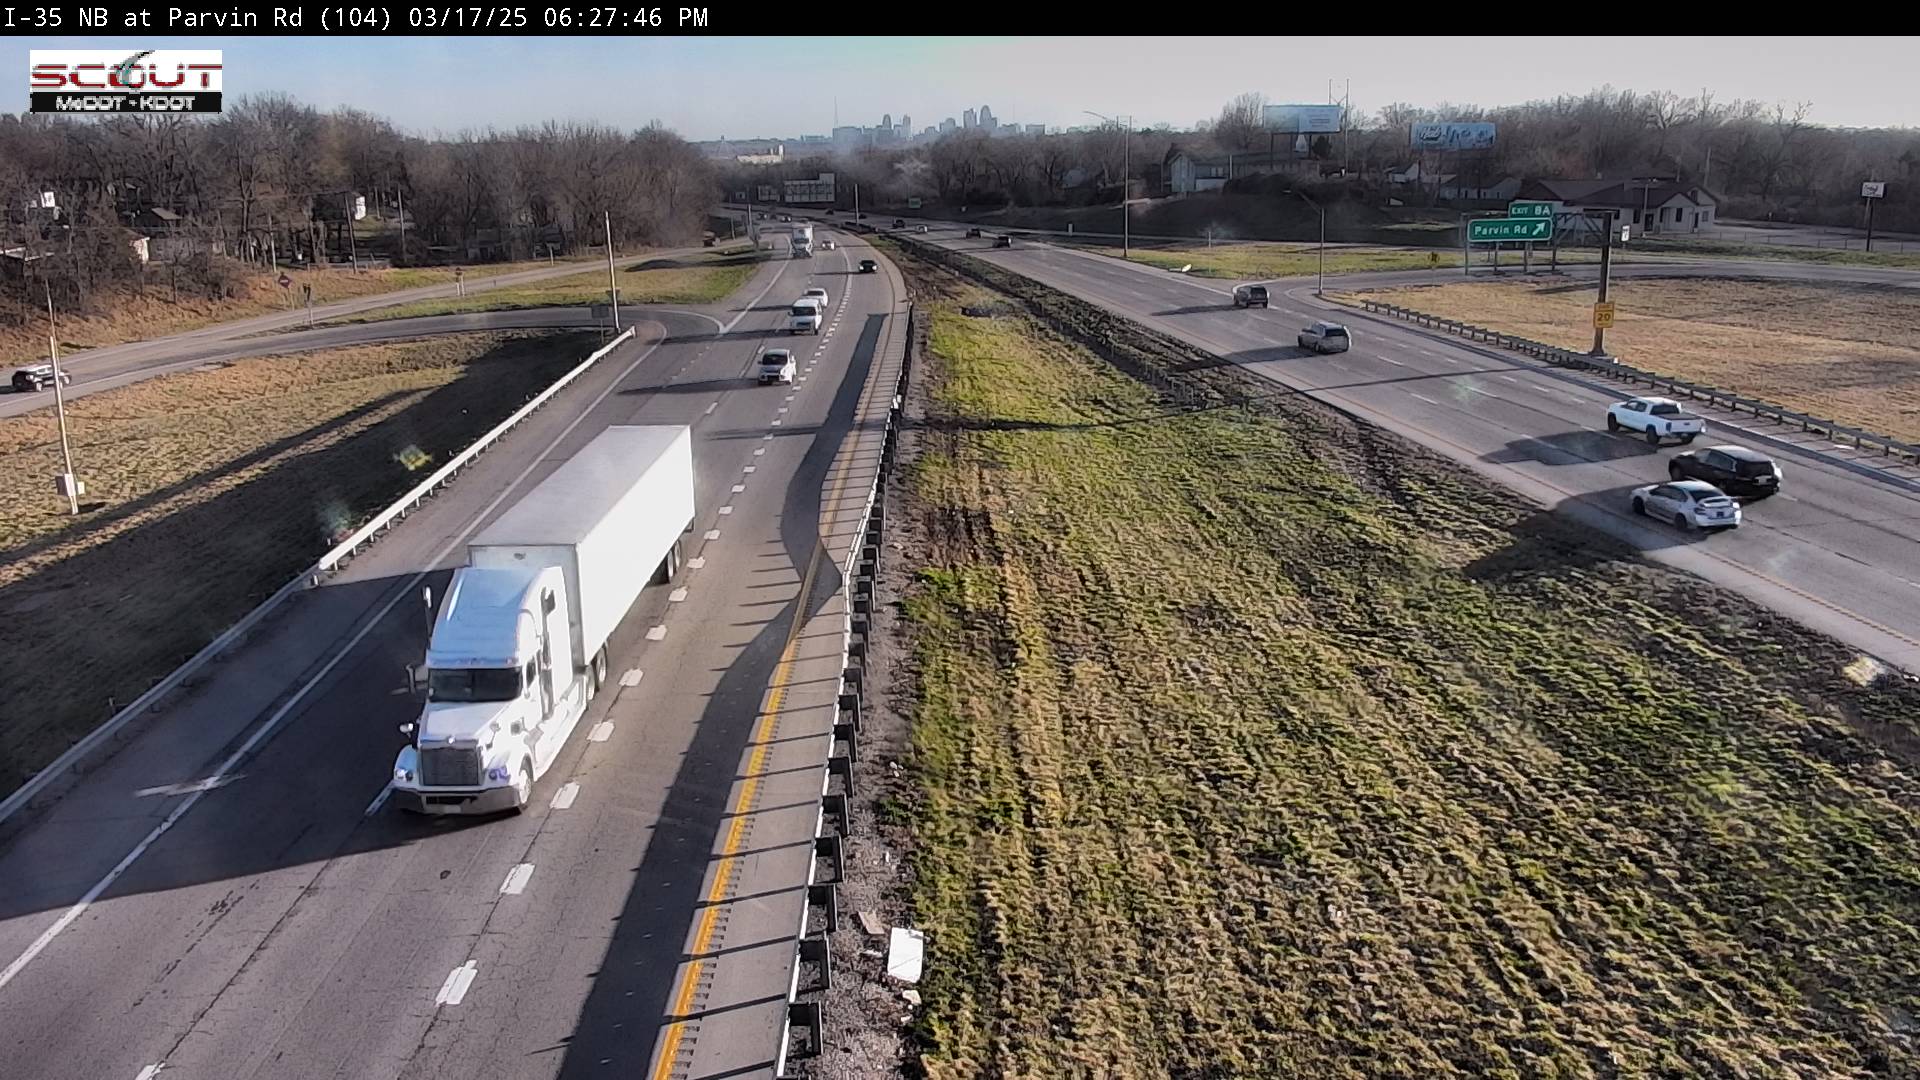 I-35 NB at Parvin Rd (104) 03/17/25 06:27:46 PM
SCOUT
MoDOT - KDOT
EXIT 8A
Parvin Rd
20